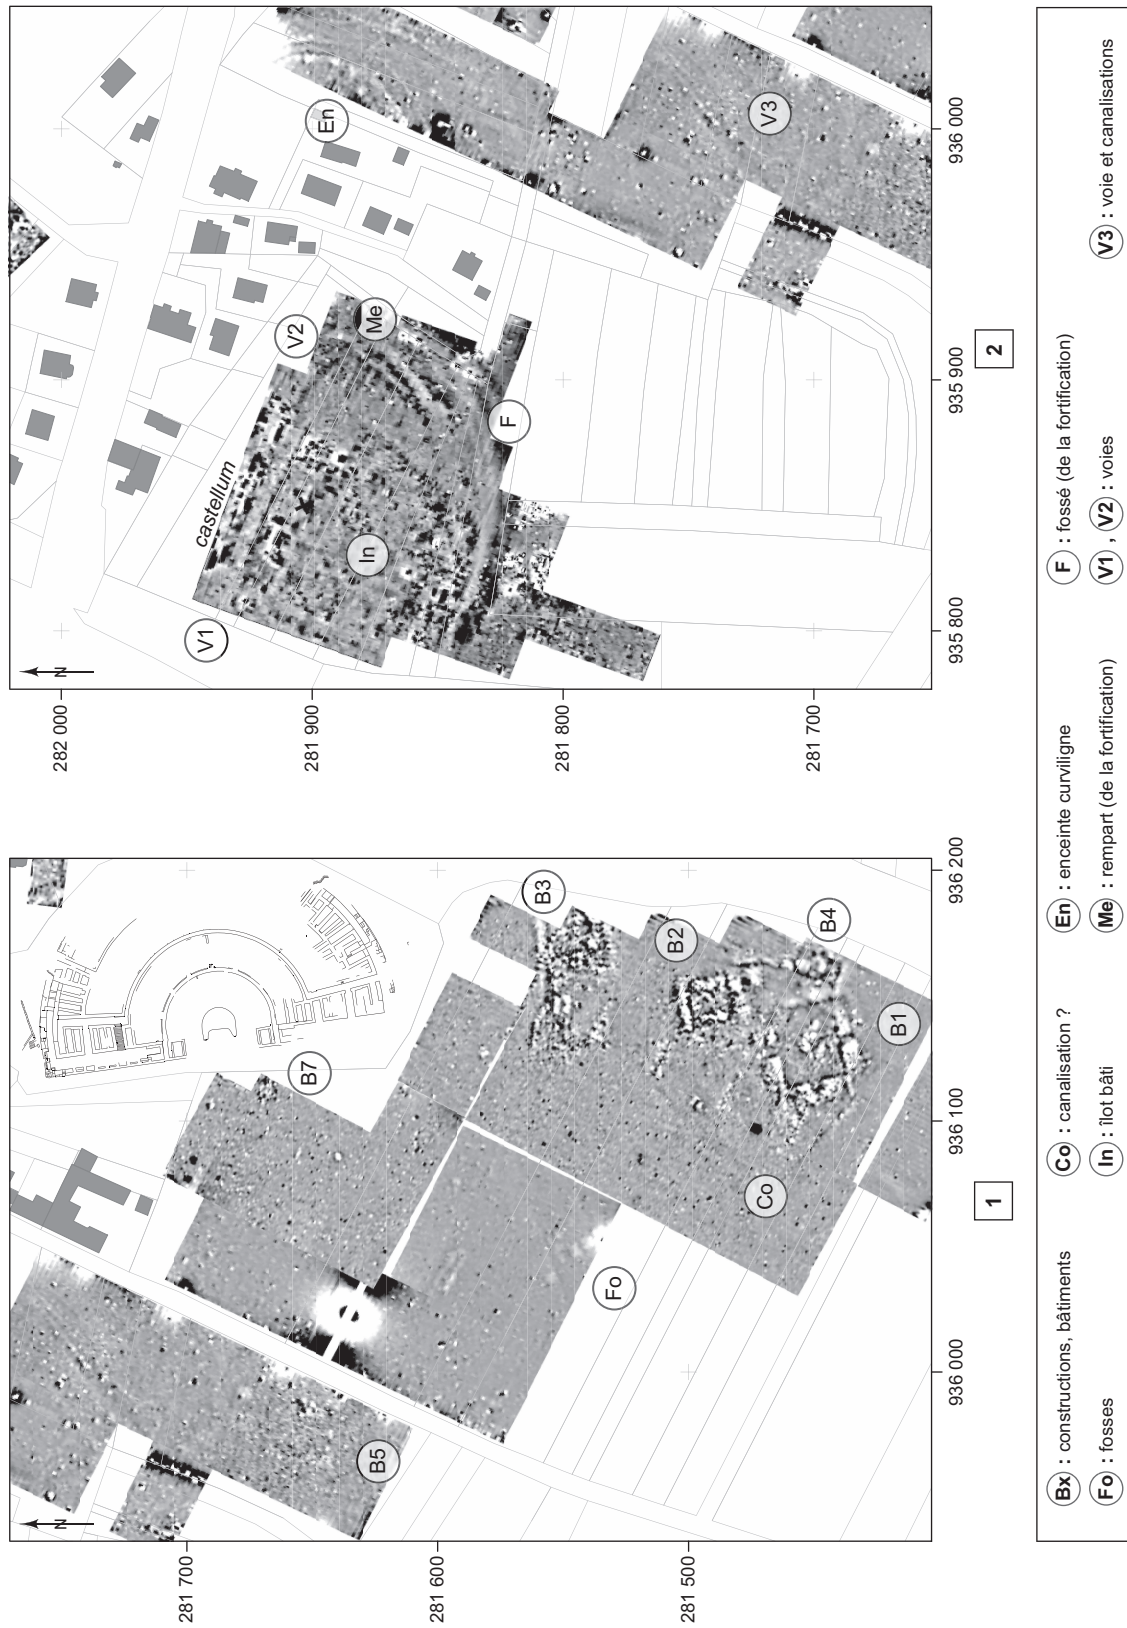 B7
B3
B2
B4
B1
Co
Fo
B5
N
281 700
281 600
281 500
936 000
936 100
936 200
1
castellum
V1
V2
En
Me
In
F
V3
N
282 000
281 900
281 800
281 700
935 800
935 900
936 000
2
Bx : constructions, bâtiments
Co : canalisation ?
En : enceinte curviligne
F : fossé (de la fortification)
Fo : fosses
In : îlot bâti
Me : rempart (de la fortification)
V1 , V2 : voies
V3 : voie et canalisations